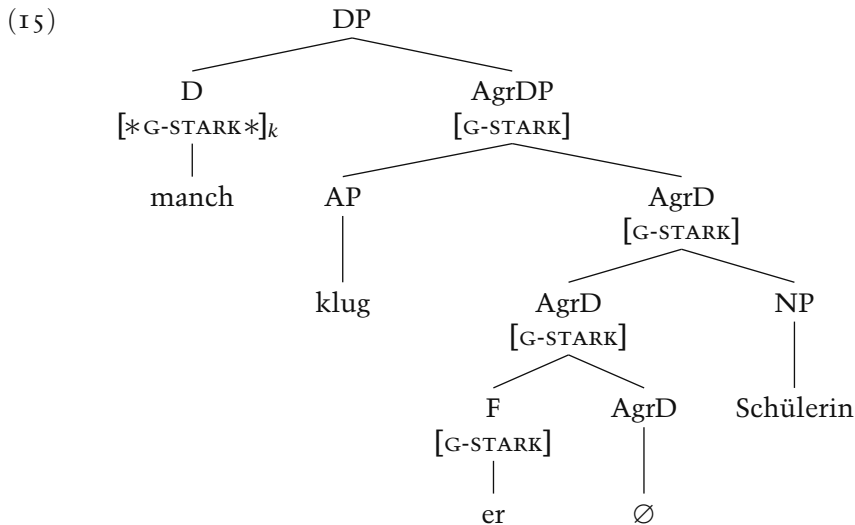 (15) DP
D AgrDP
[∗G-STARK∗]k [G-STARK]
manch AP AgrD
[G-STARK]
klug AgrD NP
[G-STARK]
F AgrD Schülerin
[G-STARK]
er ∅